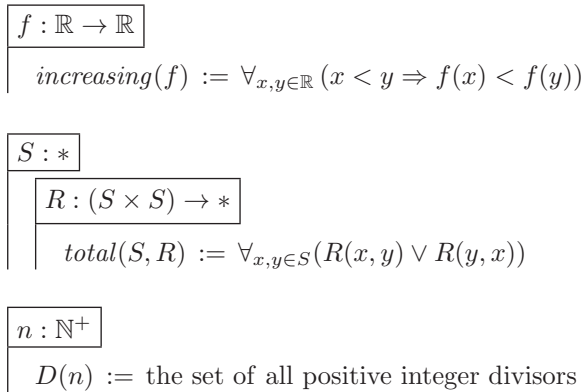 f : ℝ → ℝ
increasing(f) := ∀x,y∈ℝ (x < y ⇒ f(x) < f(y))
S : ∗
R : (S × S) → ∗
total(S, R) := ∀x,y∈S(R(x, y) ∨ R(y, x))
n : ℕ⁺
D(n) := the set of all positive integer divisors